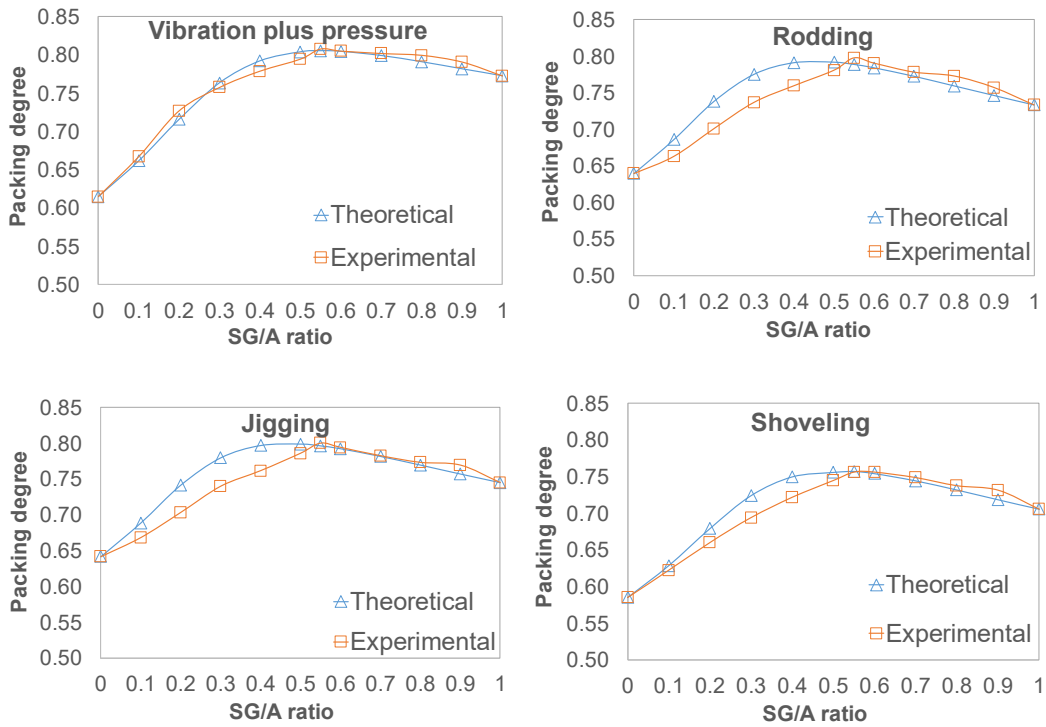 Vibration plus pressure
Packing degree
0.85
0.80
0.75
0.70
0.65
0.60
0.55
0.50
Theoretical
Experimental
0 0.1 0.2 0.3 0.4 0.5 0.6 0.7 0.8 0.9 1
SG/A ratio
Rodding
Packing degree
0.85
0.80
0.75
0.70
0.65
0.60
0.55
0.50
Theoretical
Experimental
0 0.1 0.2 0.3 0.4 0.5 0.6 0.7 0.8 0.9 1
SG/A ratio
Jigging
Packing degree
0.85
0.80
0.75
0.70
0.65
0.60
0.55
0.50
Theoretical
Experimental
0 0.1 0.2 0.3 0.4 0.5 0.6 0.7 0.8 0.9 1
SG/A ratio
Shoveling
Packing degree
0.85
0.80
0.75
0.70
0.65
0.60
0.55
0.50
Theoretical
Experimental
0 0.1 0.2 0.3 0.4 0.5 0.6 0.7 0.8 0.9 1
SG/A ratio